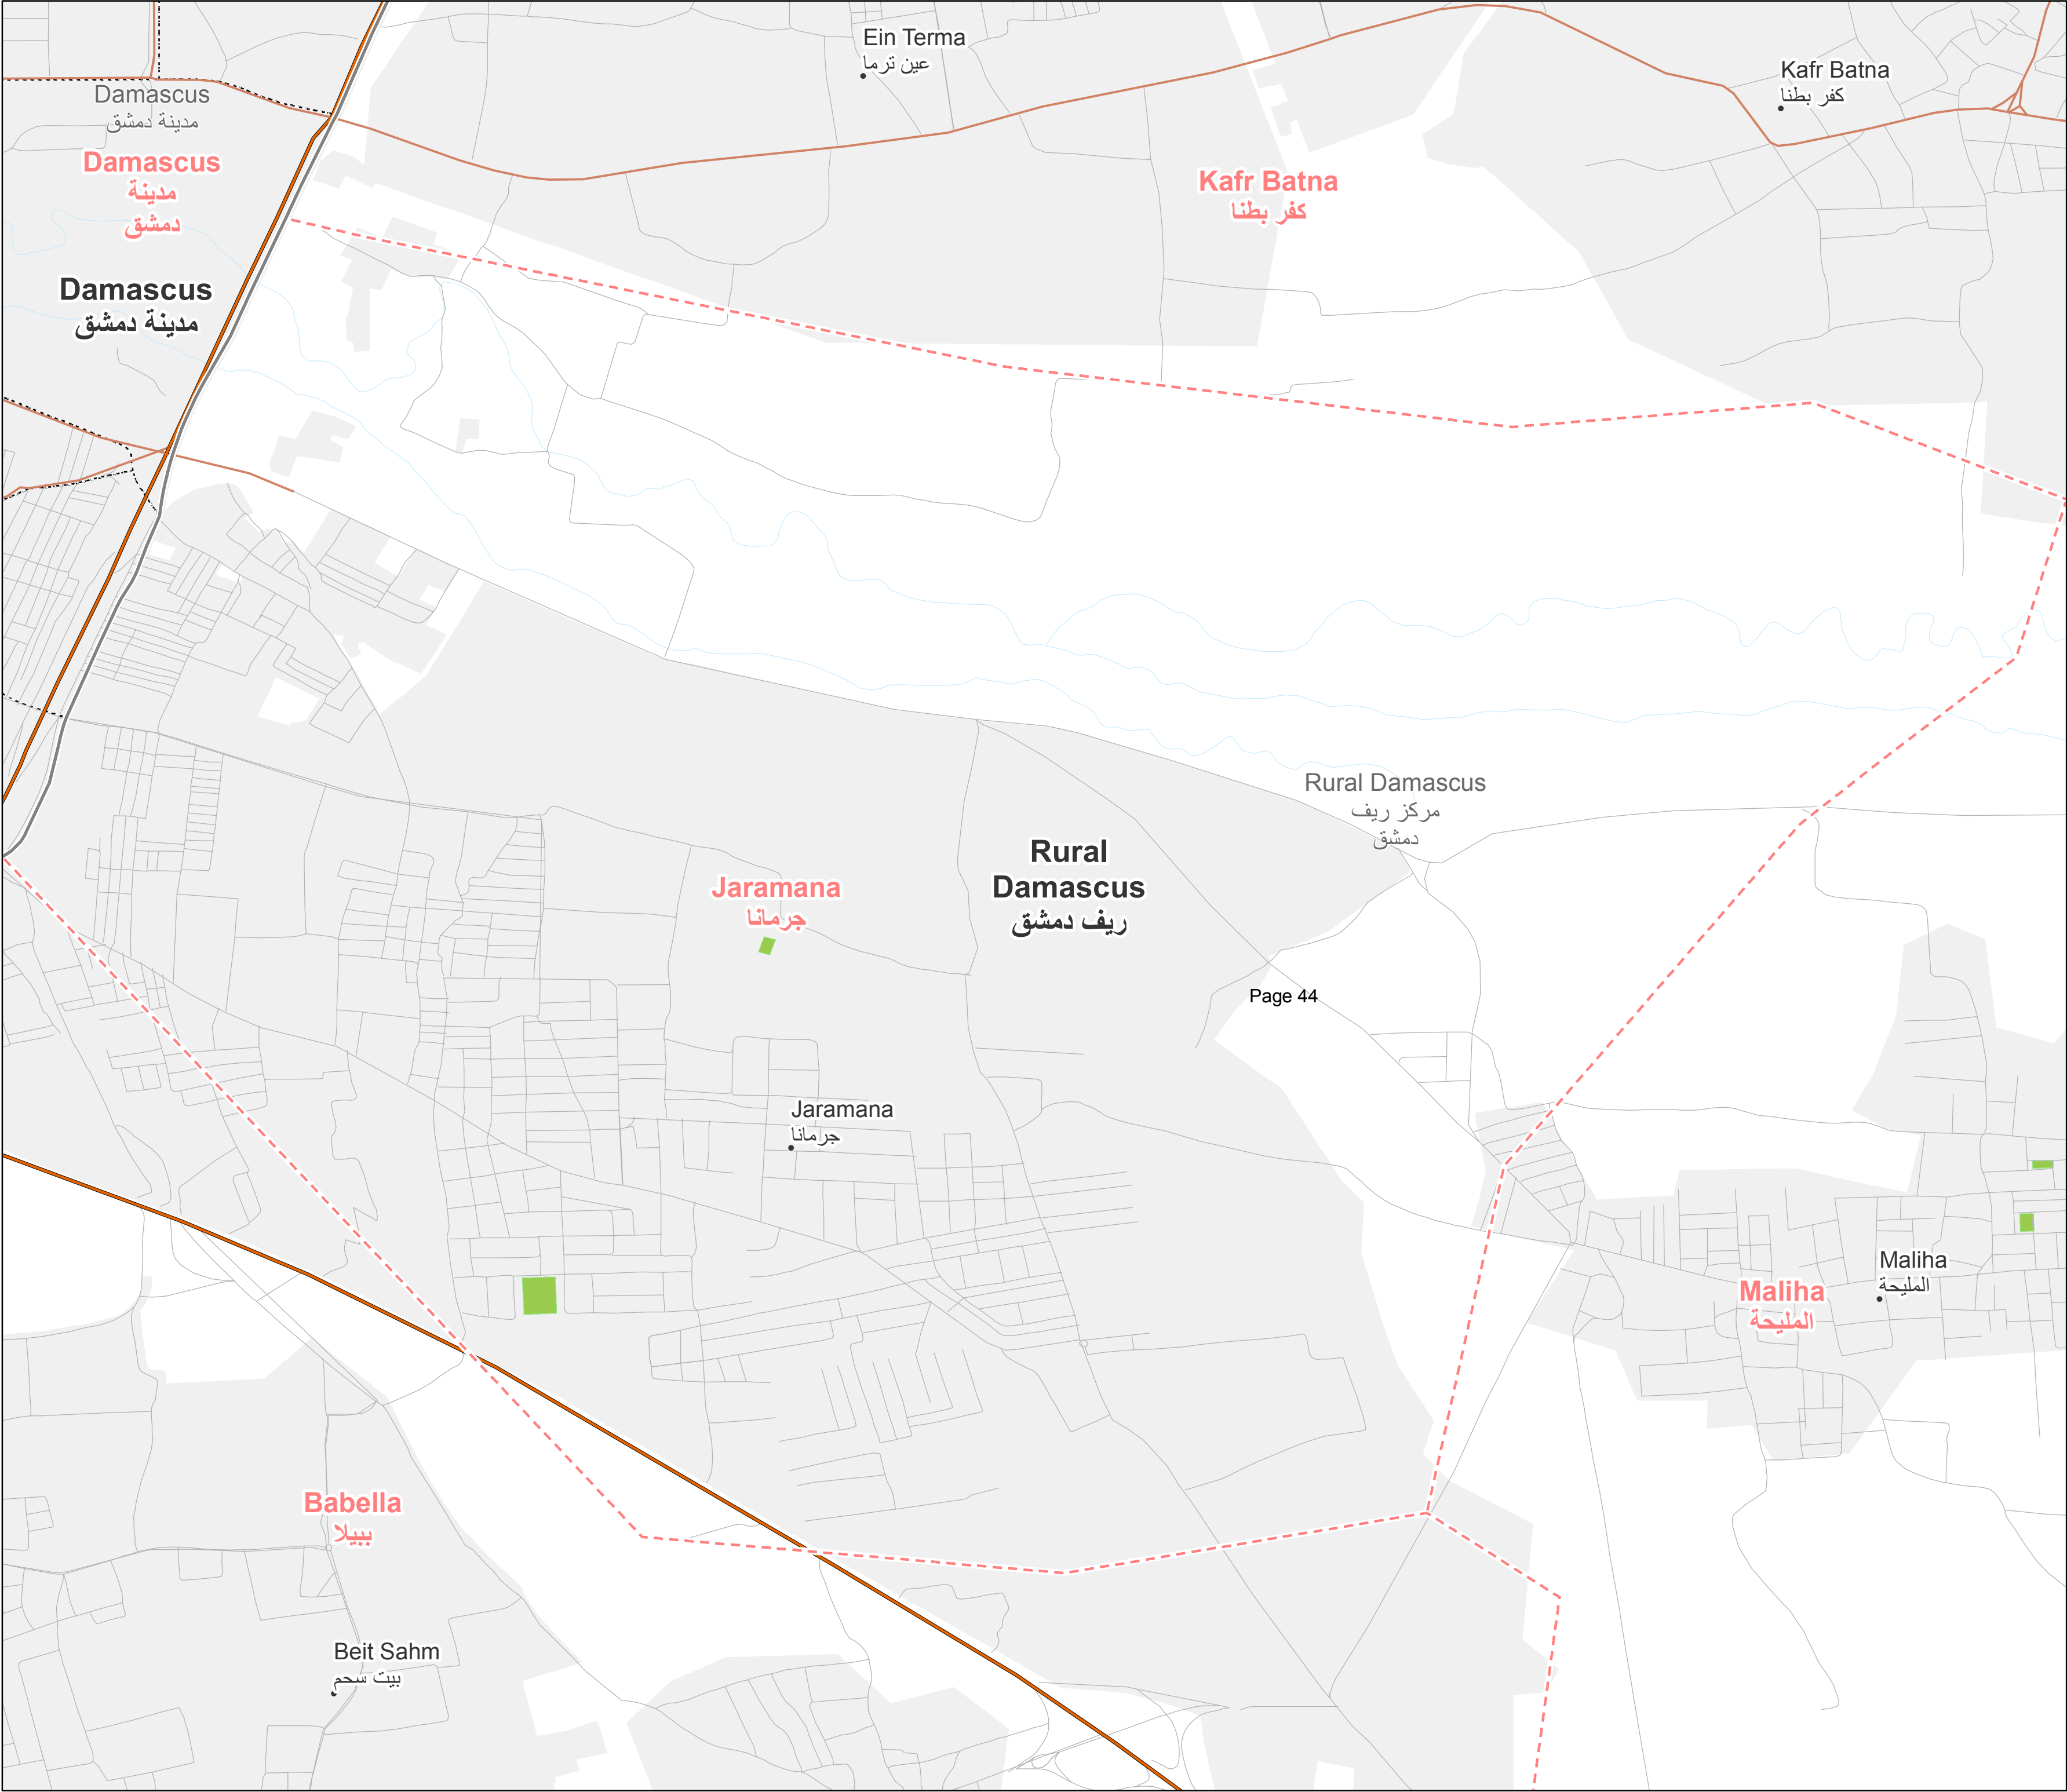 Ein Terma
عين ترما
Kafr Batna
كفر بطنا
Damascus
مدينة دمشق
Damascus
مدينة
دمشق
Kafr Batna
كفر بطنا
Damascus
مدينة دمشق
Rural Damascus
مركز ريف
دمشق
Rural
Damascus
ريف دمشق
Jaramana
جرمانا
Page 44
Jaramana
جرمانا
Maliha
المليحة
Maliha
المليحة
Babella
ببيلا
Beit Sahm
بيت سحم